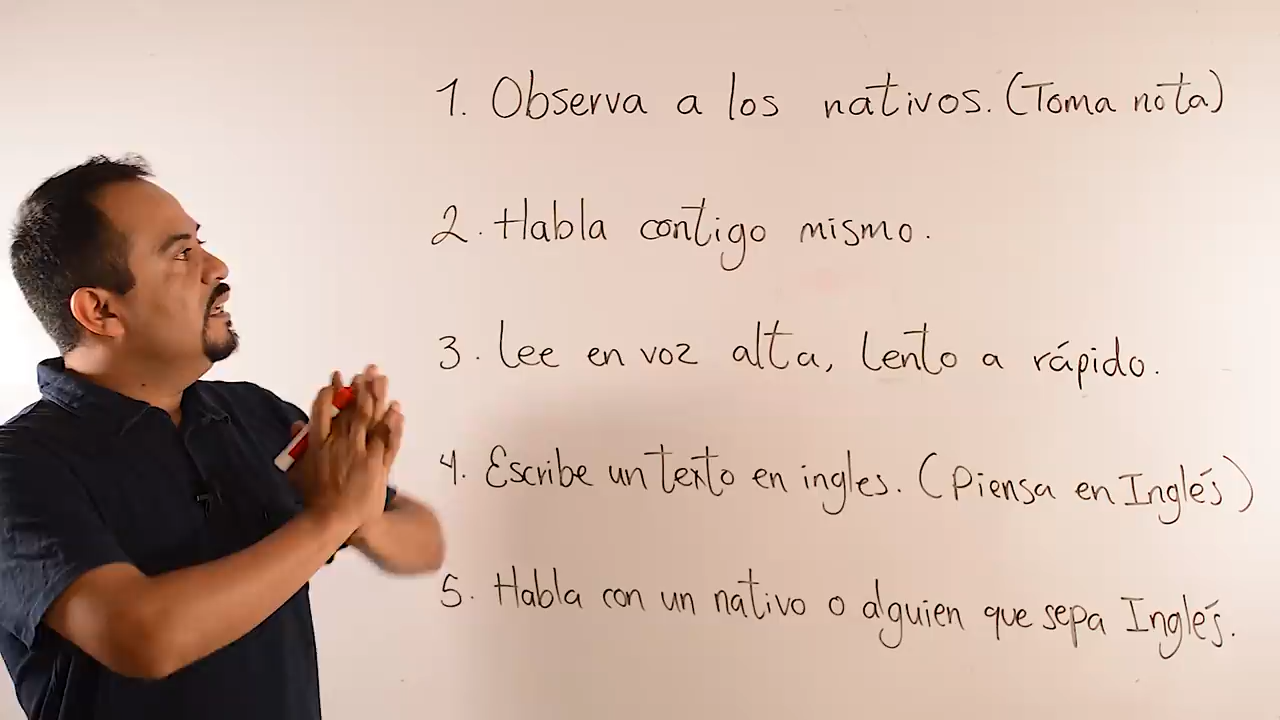 1. Observa a los nativos. (Toma nota)
2. Habla contigo mismo.
3. Lee en voz alta, lento a rápido.
4. Escribe un texto en ingles. (Piensa en Inglés)
5. Habla con un nativo o alguien que sepa Inglés.